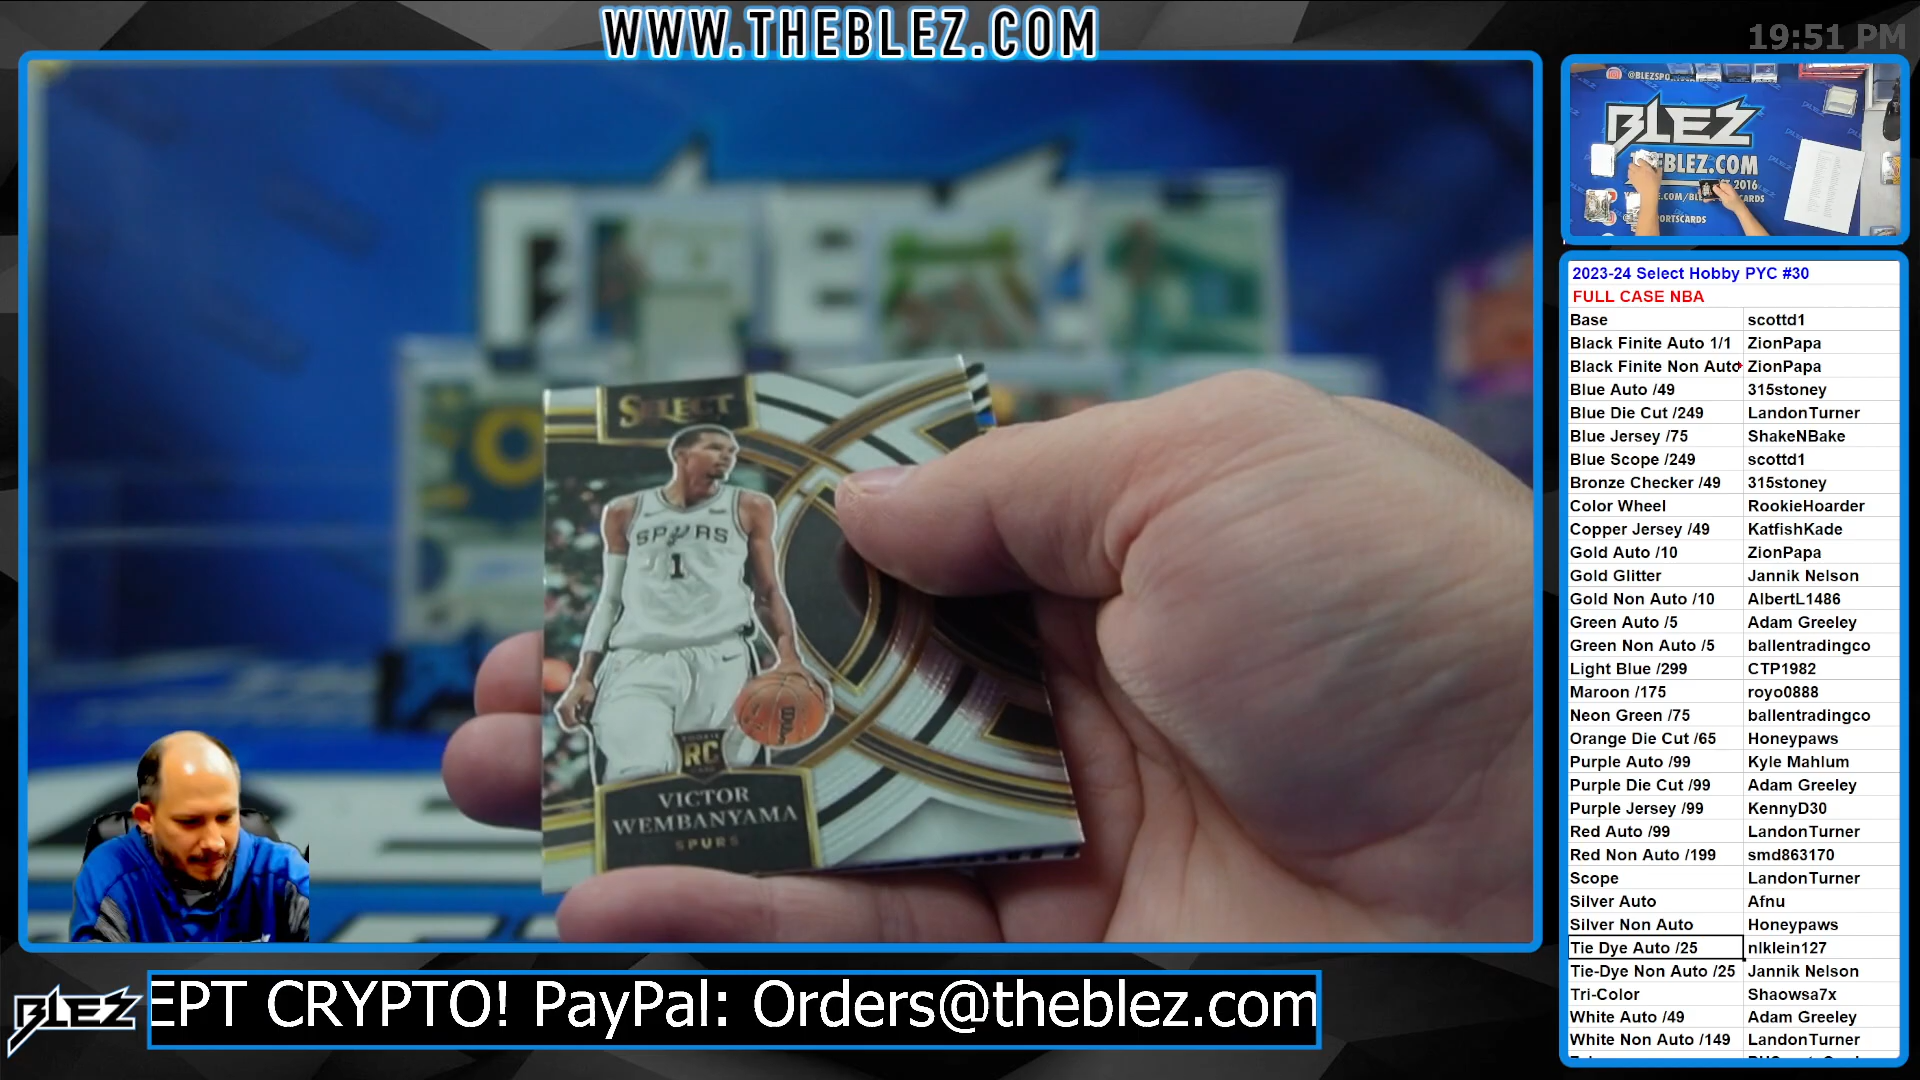 WWW.THEBLEZ.COM
19:51 PM
BLEZ
THEBLEZ.COM
2016
SELECT
SPURS
1
RC
VICTOR
WEMBANYAMA
SPURS
2023-24 Select Hobby PYC #30
FULL CASE NBA
Base scottd1
Black Finite Auto 1/1 ZionPapa
Black Finite Non Auto ZionPapa
Blue Auto /49 315stoney
Blue Die Cut /249 LandonTurner
Blue Jersey /75 ShakeNBake
Blue Scope /249 scottd1
Bronze Checker /49 315stoney
Color Wheel RookieHoarder
Copper Jersey /49 KatfishKade
Gold Auto /10 ZionPapa
Gold Glitter Jannik Nelson
Gold Non Auto /10 AlbertL1486
Green Auto /5 Adam Greeley
Green Non Auto /5 ballentradingco
Light Blue /299 CTP1982
Maroon /175 royo0888
Neon Green /75 ballentradingco
Orange Die Cut /65 Honeypaws
Purple Auto /99 Kyle Mahlum
Purple Die Cut /99 Adam Greeley
Purple Jersey /99 KennyD30
Red Auto /99 LandonTurner
Red Non Auto /199 smd863170
Scope LandonTurner
Silver Auto Afnu
Silver Non Auto Honeypaws
Tie Dye Auto /25 nlklein127
Tie-Dye Non Auto /25 Jannik Nelson
Tri-Color Shaowsa7x
White Auto /49 Adam Greeley
White Non Auto /149 LandonTurner
BLEZ
EPT CRYPTO! PayPal: Orders@theblez.com